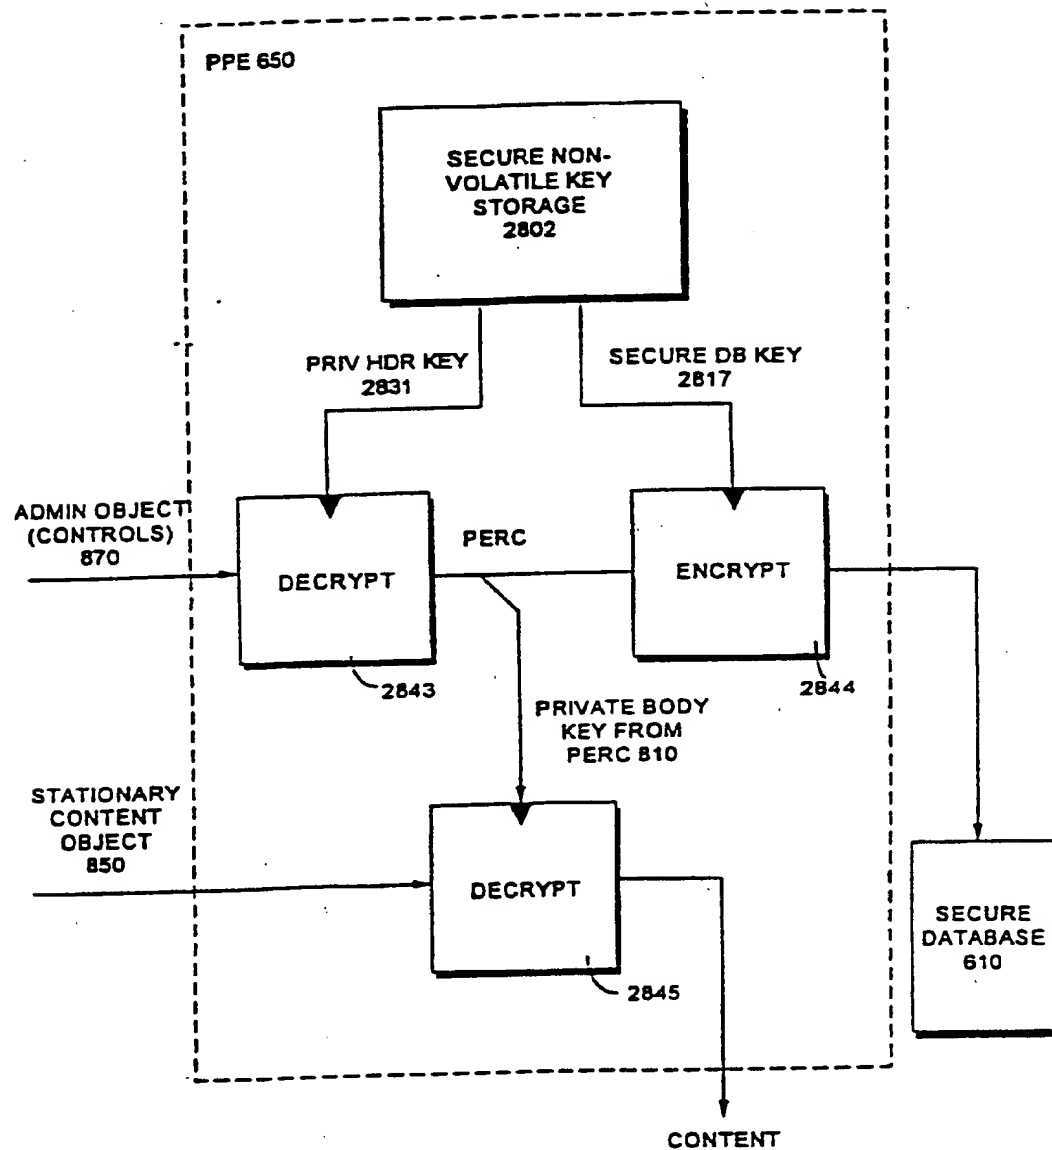 PPE 650
SECURE NON-
VOLATILE KEY
STORAGE
2802
PRIV HDR KEY
2831
SECURE DB KEY
2817
ADMIN OBJECT
(CONTROLS)
870
DECRYPT
PERC
ENCRYPT
2843
2844
PRIVATE BODY
KEY FROM
PERC 810
STATIONARY
CONTENT
OBJECT
850
DECRYPT
2845
SECURE
DATABASE
610
CONTENT